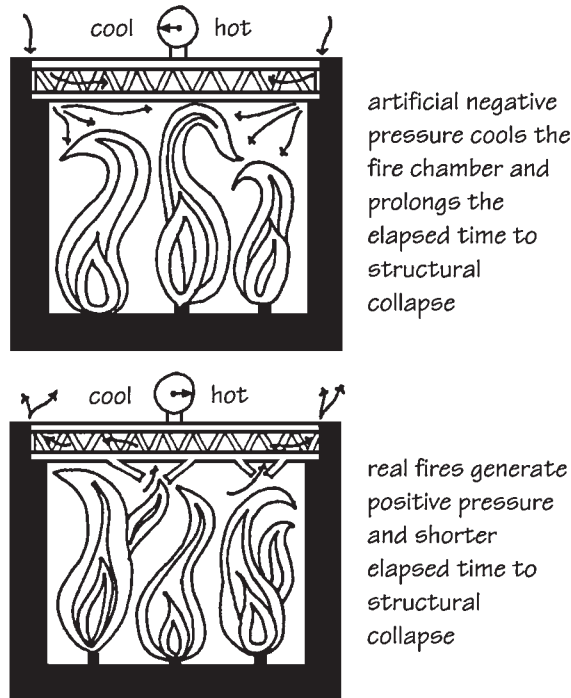 cool hot
artificial negative
pressure cools the
fire chamber and
prolongs the
elapsed time to
structural
collapse
cool hot
real fires generate
positive pressure
and shorter
elapsed time to
structural
collapse